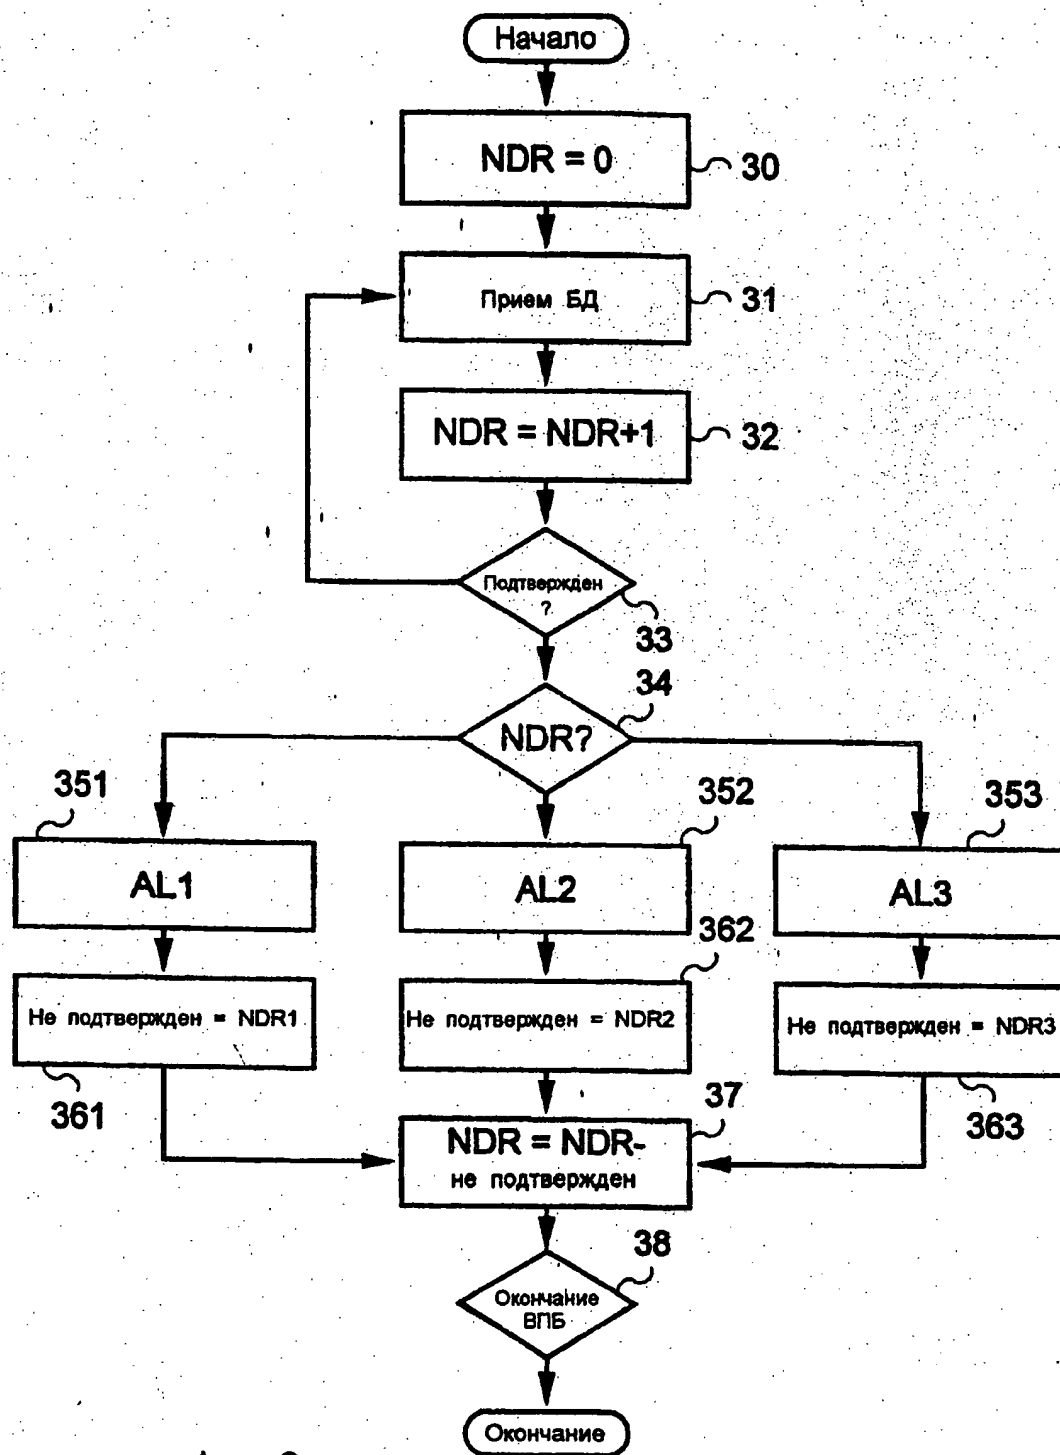 Начало
NDR = 0
30
Прием БД
31
NDR = NDR+1
32
Подтвержден
?
33
34
NDR?
351
352
353
AL1
AL2
AL3
362
Не подтвержден = NDR1
Не подтвержден = NDR2
Не подтвержден = NDR3
361
363
37
NDR = NDR-
не подтвержден
38
Окончание
ВПБ
Окончание